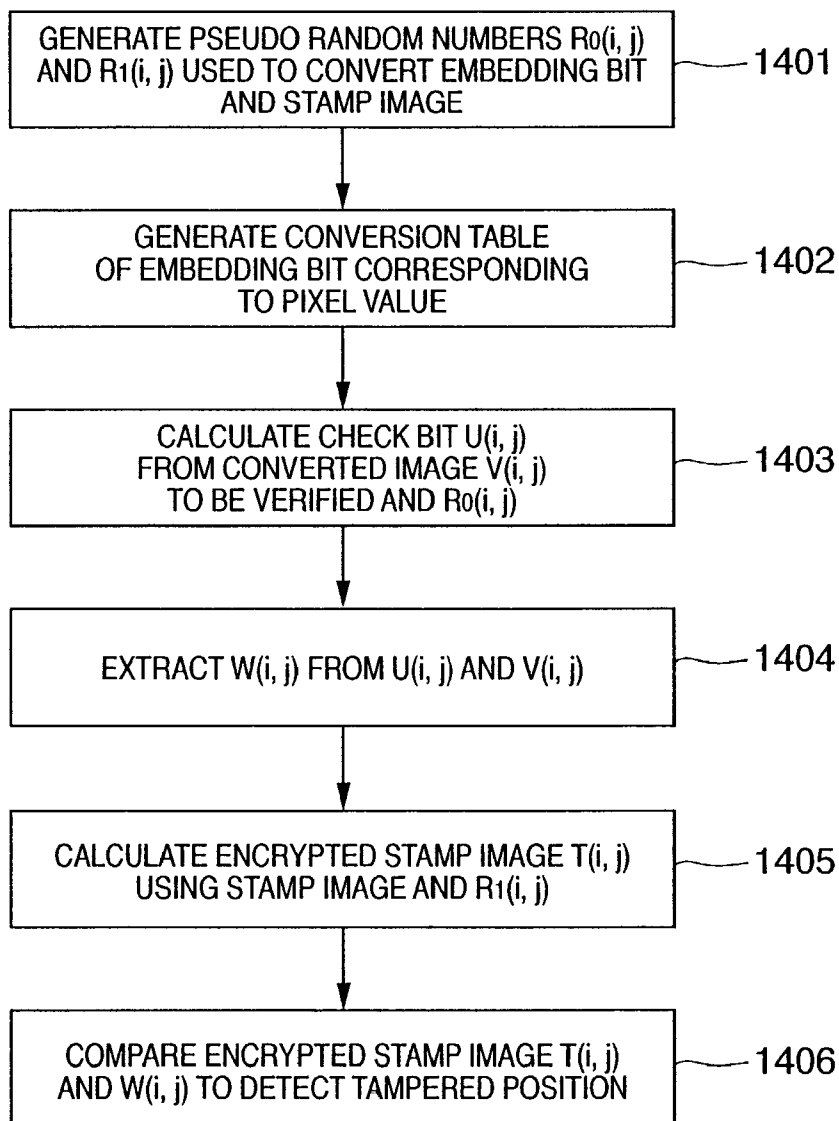 GENERATE PSEUDO RANDOM NUMBERS R0(i, j)
AND R1(i, j) USED TO CONVERT EMBEDDING BIT
AND STAMP IMAGE
1401
GENERATE CONVERSION TABLE
OF EMBEDDING BIT CORRESPONDING
TO PIXEL VALUE
1402
CALCULATE CHECK BIT U(i, j)
FROM CONVERTED IMAGE V(i, j)
TO BE VERIFIED AND R0(i, j)
1403
EXTRACT W(i, j) FROM U(i, j) AND V(i, j)
1404
CALCULATE ENCRYPTED STAMP IMAGE T(i, j)
USING STAMP IMAGE AND R1(i, j)
1405
COMPARE ENCRYPTED STAMP IMAGE T(i, j)
AND W(i, j) TO DETECT TAMPERED POSITION
1406